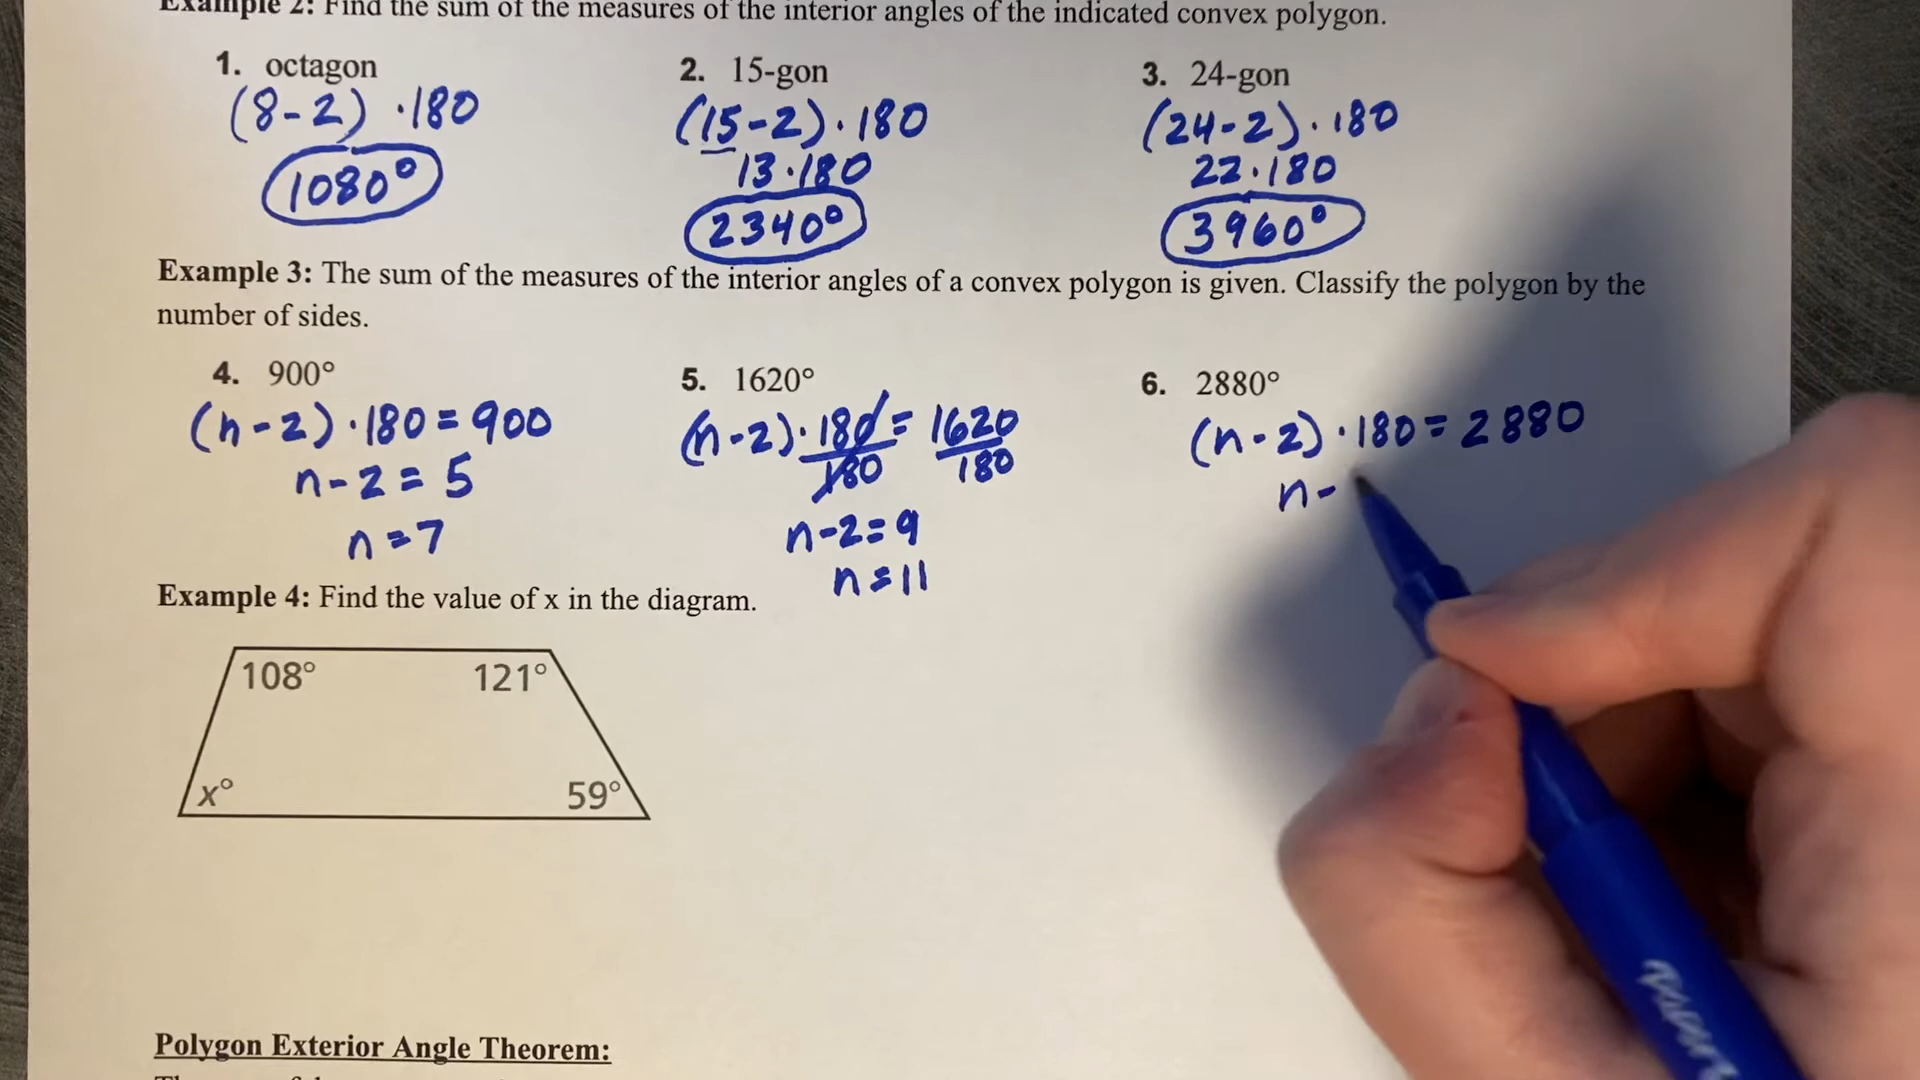 Example 2: Find the sum of the measures of the interior angles of the indicated convex polygon.
1. octagon
(8-2) ·180
1080°
2. 15-gon
(15-2)·180
13·180
2340°
3. 24-gon
(24-2)·180
22·180
3960°
Example 3: The sum of the measures of the interior angles of a convex polygon is given. Classify the polygon by the
number of sides.
4. 900°
(n-2)·180=900
n-2=5
n=7
5. 1620°
(n-2)·180/180=1620/180
n-2=9
n=11
6. 2880°
(n-2)·180=2880
n-
Example 4: Find the value of x in the diagram.
108° 121°
x° 59°
Polygon Exterior Angle Theorem: